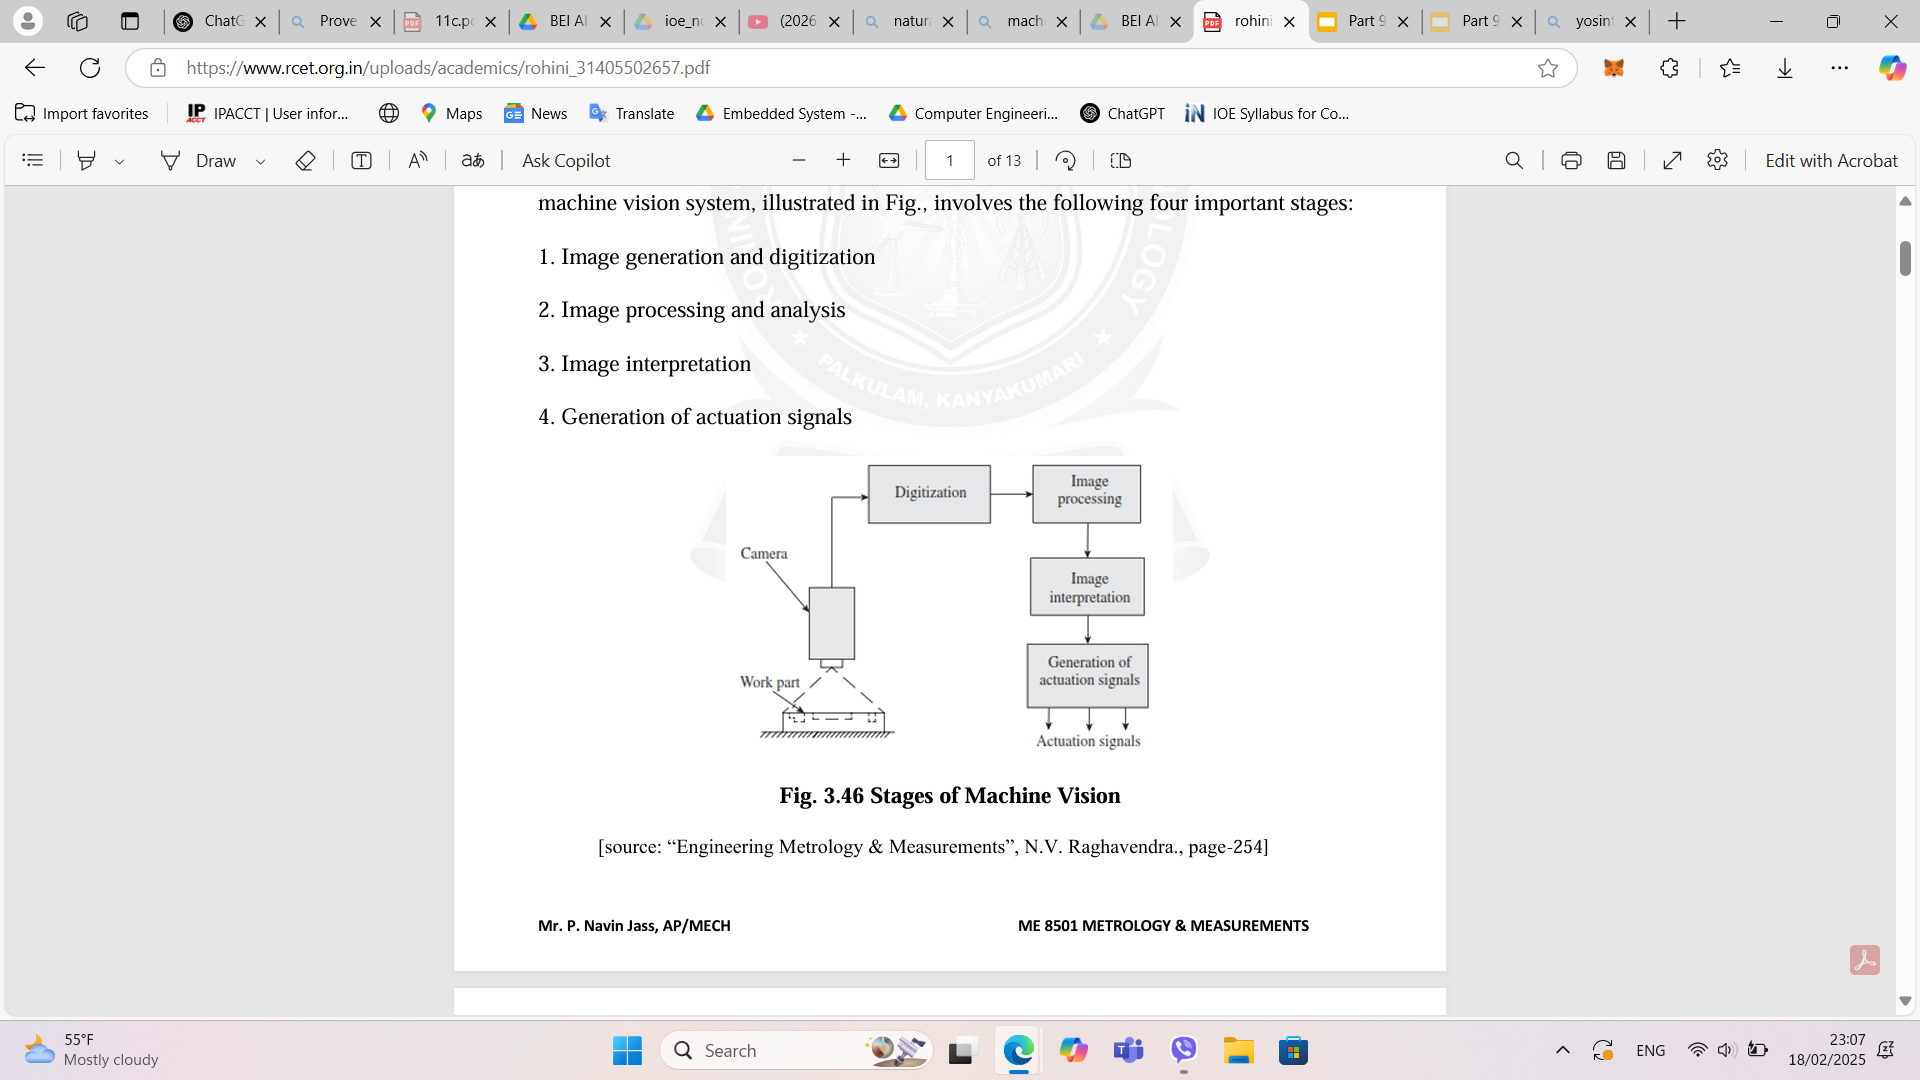 ChatG
Prove
11c.pc
BEI AI
ioe_nc
(2026
natura
machi
BEI AI
rohini
Part 9
Part 9
yosint
https://www.rcet.org.in/uploads/academics/rohini_31405502657.pdf
Import favorites
IPACCT | User infor...
Maps
News
Translate
Embedded System -...
Computer Engineeri...
ChatGPT
IOE Syllabus for Co...
Draw
Ask Copilot
1 of 13
Edit with Acrobat
machine vision system, illustrated in Fig., involves the following four important stages:
1. Image generation and digitization
2. Image processing and analysis
3. Image interpretation
4. Generation of actuation signals
PALKULAM, KANYAKUMARI
Digitization
Image
processing
Camera
Image
interpretation
Work part
Generation of
actuation signals
Actuation signals
Fig. 3.46 Stages of Machine Vision
[source: “Engineering Metrology & Measurements”, N.V. Raghavendra., page-254]
Mr. P. Navin Jass, AP/MECH
ME 8501 METROLOGY & MEASUREMENTS
55°F
Mostly cloudy
Search
ENG
23:07
18/02/2025